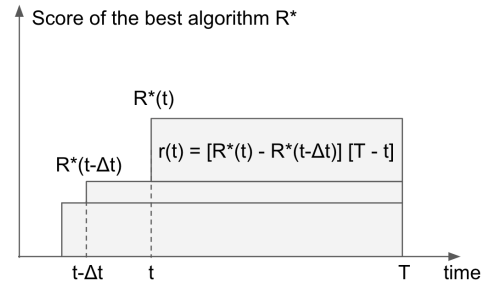 Score of the best algorithm R*
R*(t)
r(t) = [R*(t) - R*(t-Δt)] [T - t]
R*(t-Δt)
t-Δt t T time